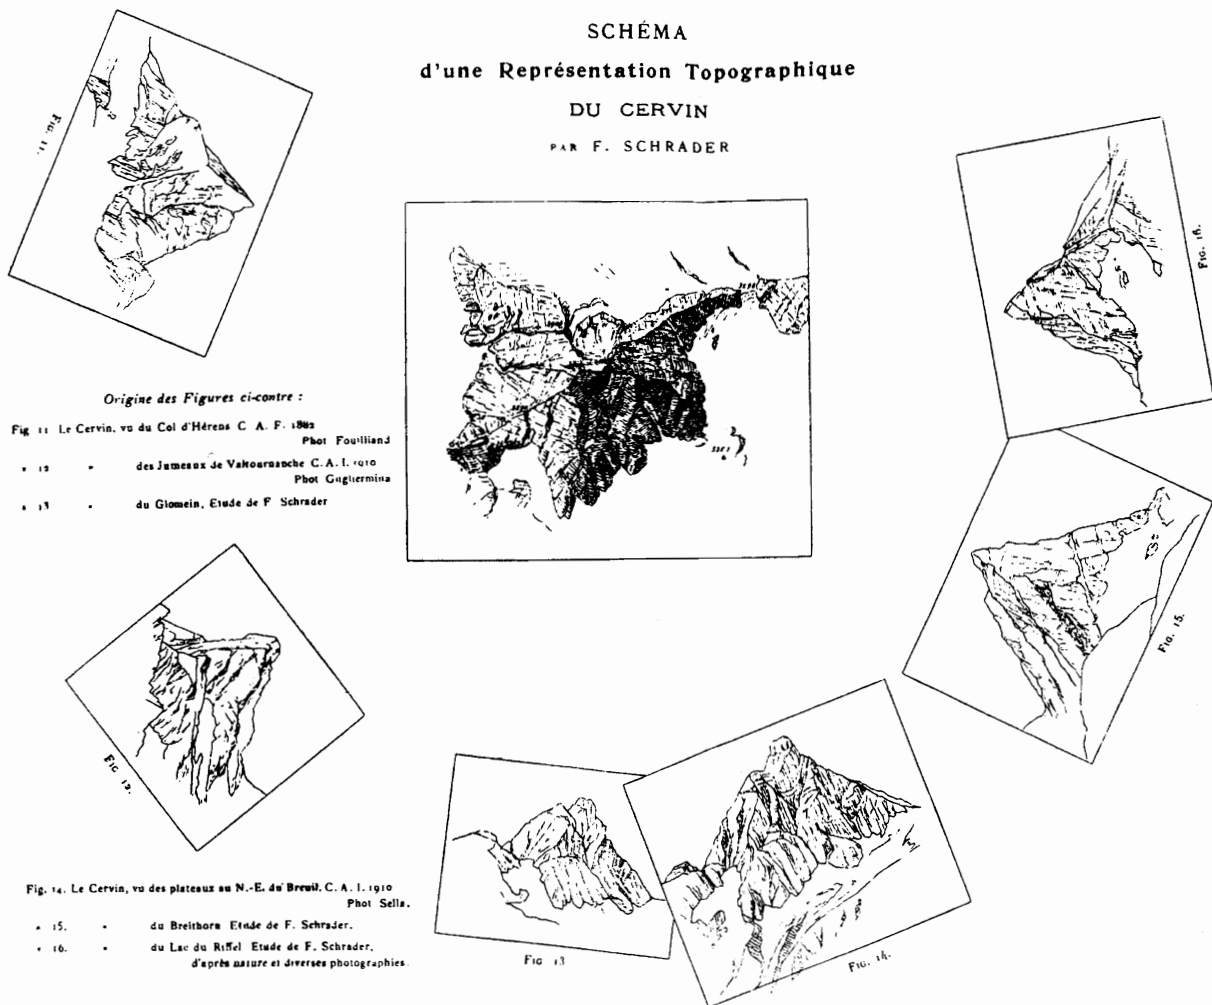 SCHÉMA
d'une Représentation Topographique
DU CERVIN
PAR F. SCHRADER
FIG. 11.
FIG. 16.
Origine des Figures ci-contre :
Fig 11 Le Cervin, vu du Col d'Hérens C. A. F. 1882
Phot Fouilliand
" 12 " des Jumeaux de Valtournanche C. A. I. 1910
Phot Gugliermina
" 13 " du Giomein, Etude de F Schrader
FIG. 15.
FIG 12.
Fig. 14. Le Cervin, vu des plateaux au N.-E. du Breuil. C. A. I. 1910
Phot Sella.
" 15. " du Breithorn Etude de F. Schrader.
" 16. " du Lac du Riffel Etude de F. Schrader,
d'après nature et diverses photographies.
FIG 13
FIG. 14.